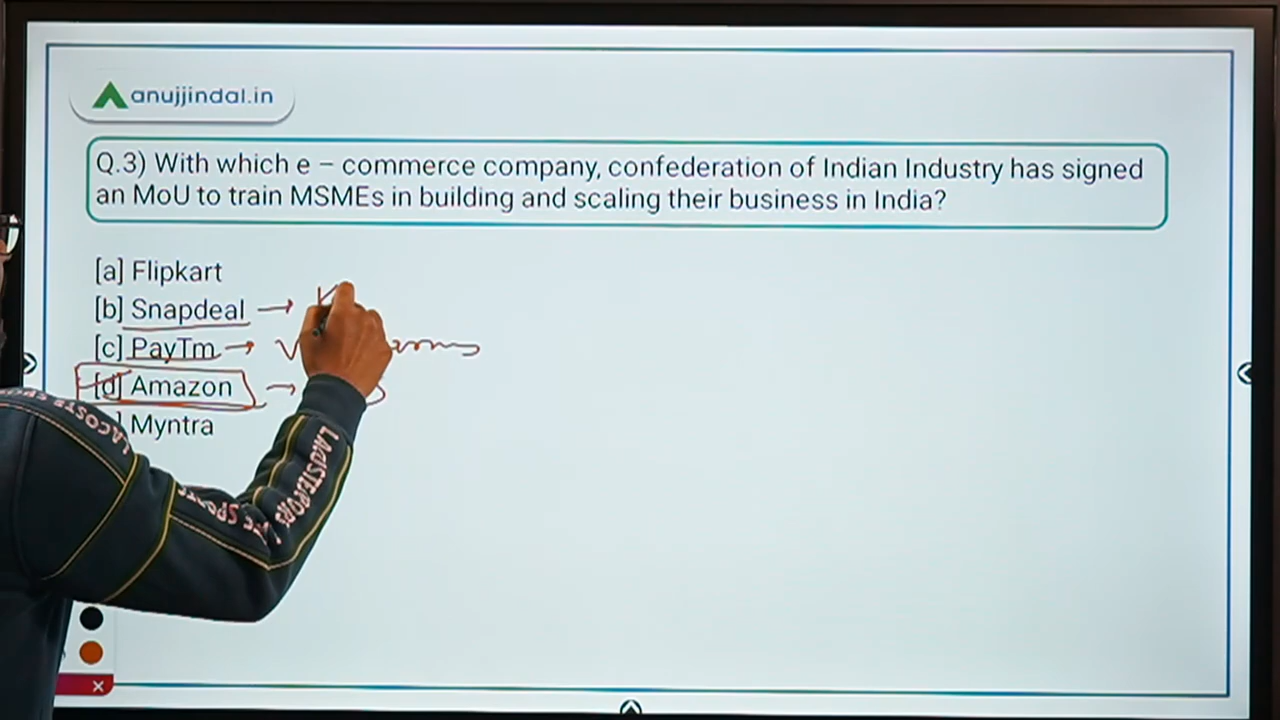 anujjindal.in
Q.3) With which e – commerce company, confederation of Indian Industry has signed
an MoU to train MSMEs in building and scaling their business in India?
[a] Flipkart
[b] Snapdeal →
[c] PayTm →
[d] Amazon →
] Myntra